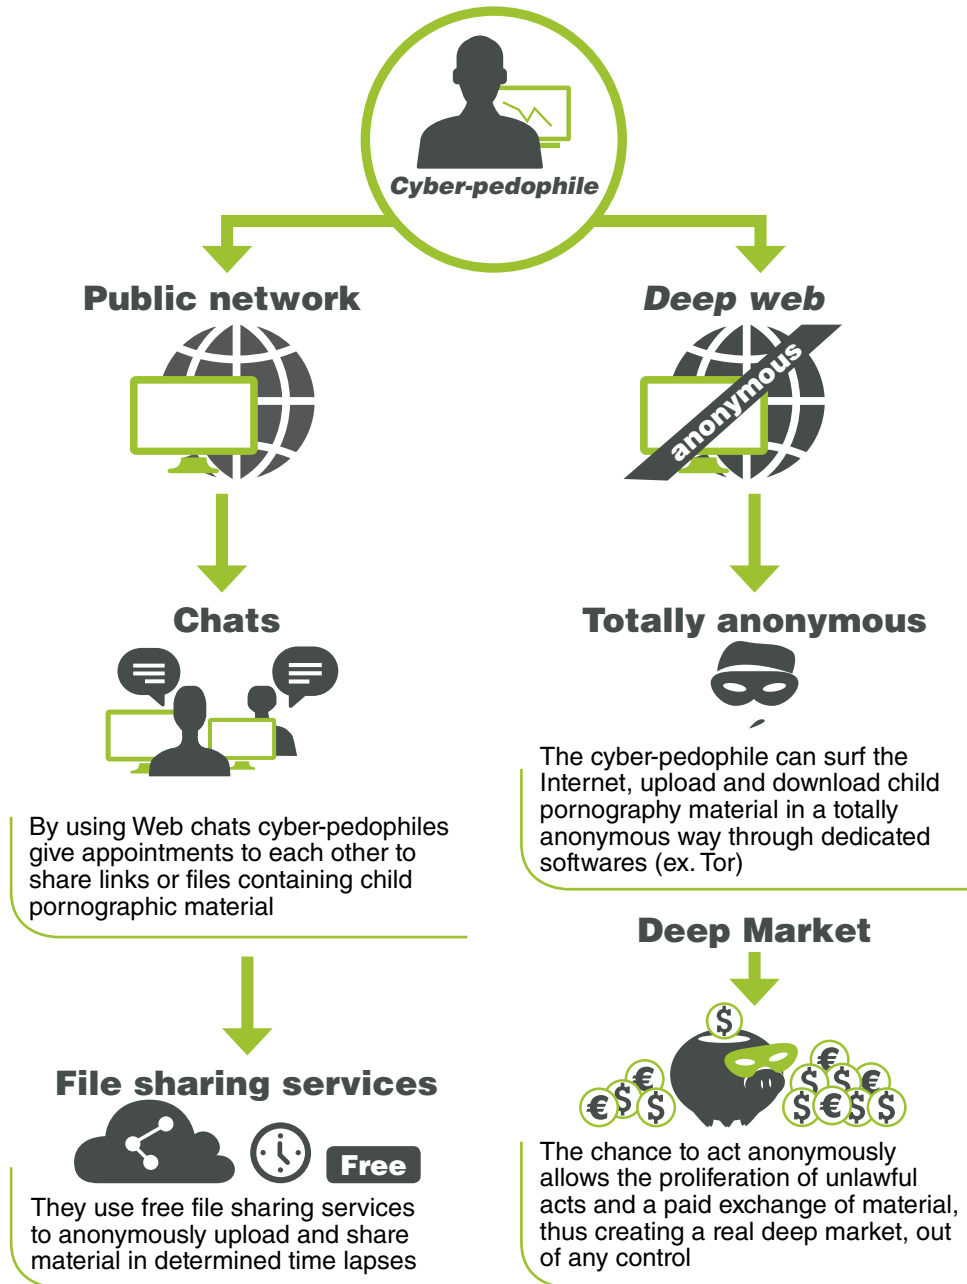 Cyber-pedophile
Public network
Chats
By using Web chats cyber-pedophiles
give appointments to each other to
share links or files containing child
pornographic material
File sharing services
Free
They use free file sharing services
to anonymously upload and share
material in determined time lapses
Deep web
anonymous
Totally anonymous
The cyber-pedophile can surf the
Internet, upload and download child
pornography material in a totally
anonymous way through dedicated
softwares (ex. Tor)
Deep Market
$
€ $ € $
$ $ € € $ € $ $
The chance to act anonymously
allows the proliferation of unlawful
acts and a paid exchange of material,
thus creating a real deep market, out
of any control